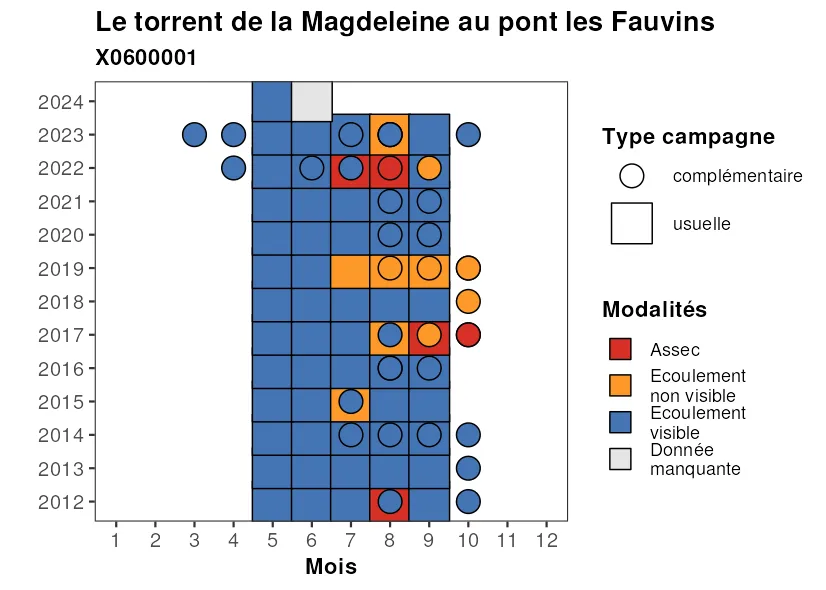 Le torrent de la Magdeleine au pont les Fauvins
X0600001
2024
2023
2022
2021
2020
2019
2018
2017
2016
2015
2014
2013
2012
1 2 3 4 5 6 7 8 9 10 11 12
Mois
Type campagne
complémentaire
usuelle
Modalités
Assec
Ecoulement
non visible
Ecoulement
visible
Donnée
manquante